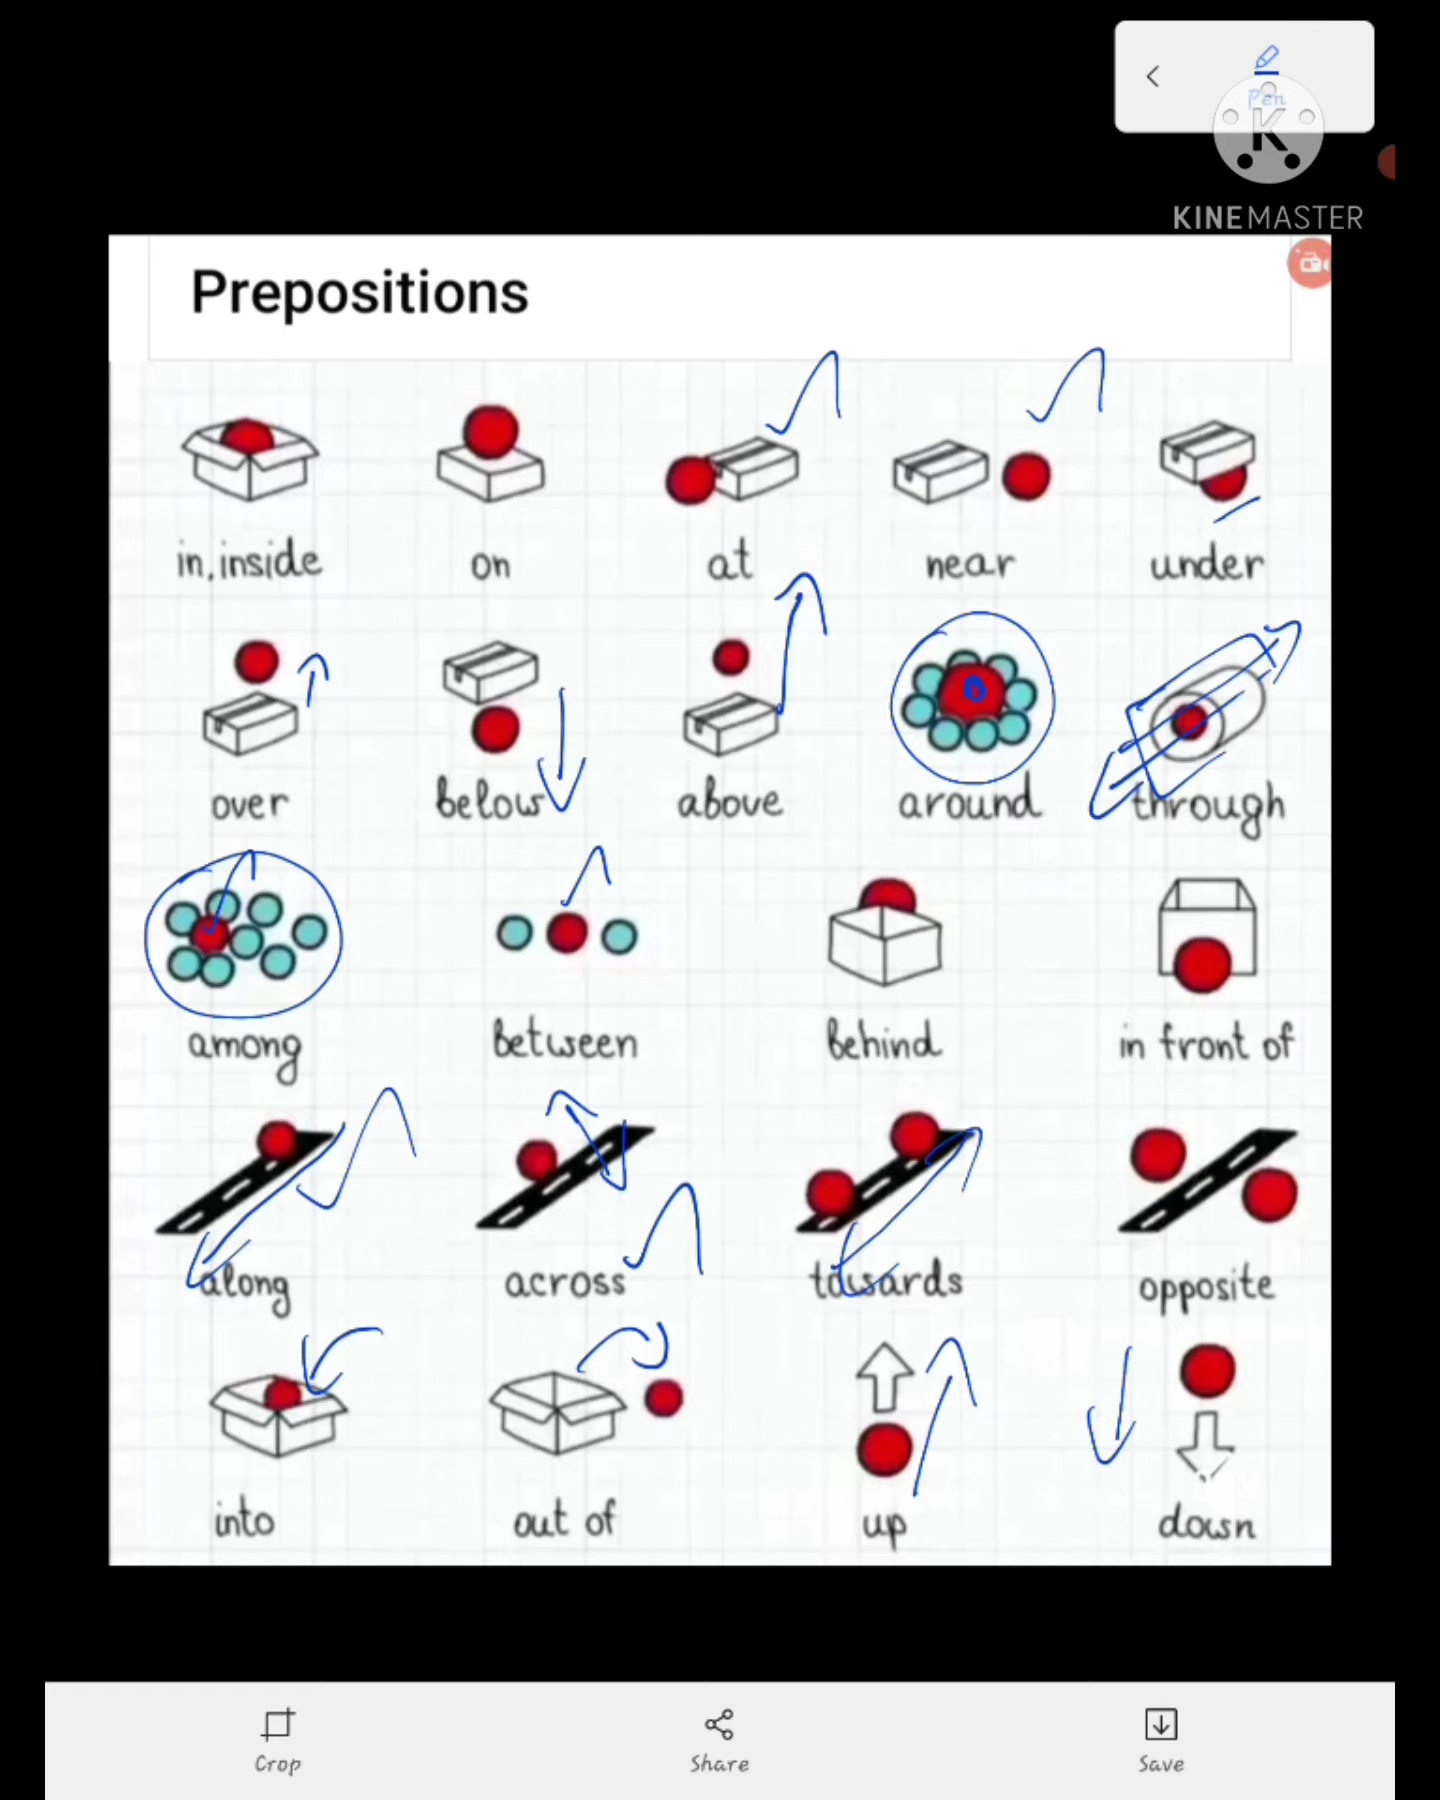 Pen
K
KINEMASTER
Prepositions
in, inside on at near under
over below above around through
among between behind in front of
along across towards opposite
into out of up down
Crop Share Save